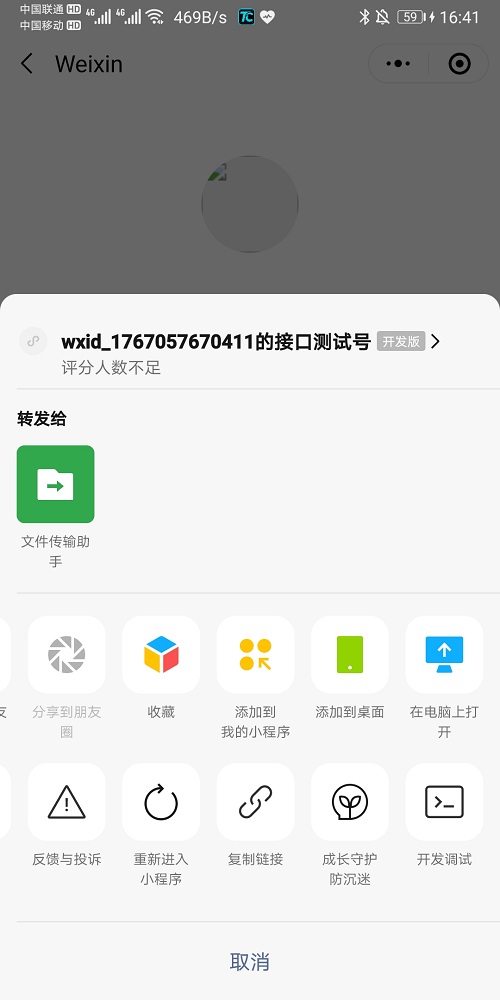 中国联通 HD 4G 4G 469B/s TC 59 16:41
中国移动 HD
Weixin
wxid_1767057670411的接口测试号 开发版
评分人数不足
转发给
文件传输助
手
友 分享到朋友 收藏 添加到 添加到桌面 在电脑上打
圈 我的小程序 开
反馈与投诉 重新进入 复制链接 成长守护 开发调试
小程序 防沉迷
取消